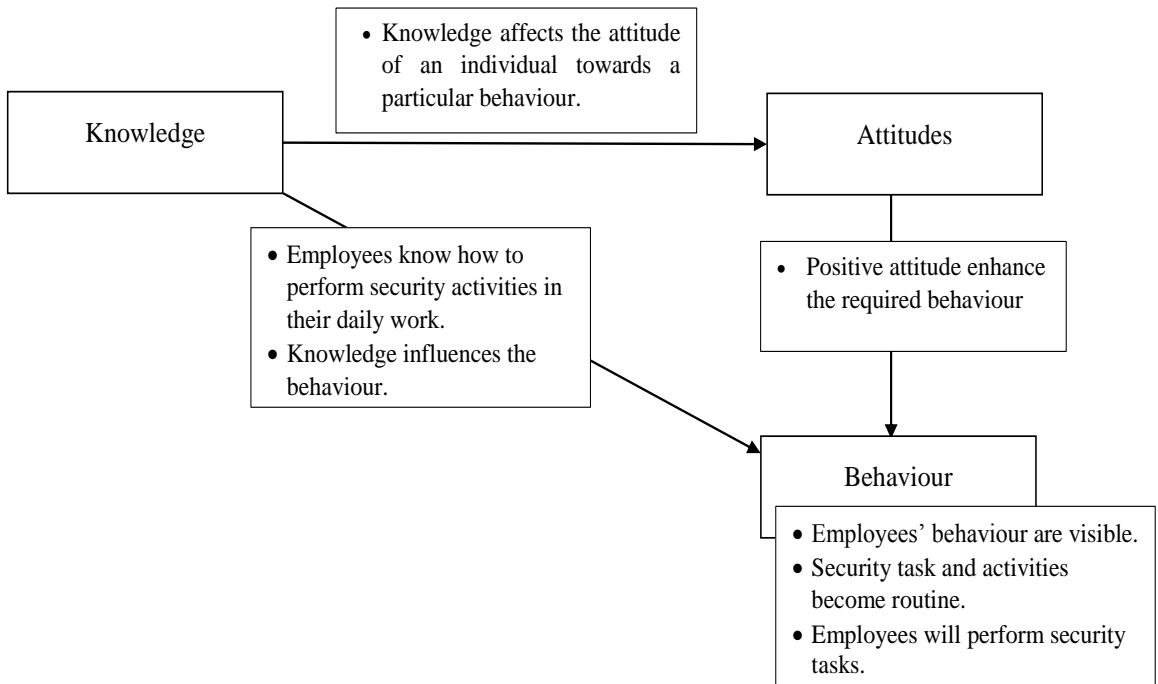 • Knowledge affects the attitude
of an individual towards a
particular behaviour.
Knowledge
Attitudes
• Employees know how to
perform security activities in
their daily work.
• Knowledge influences the
behaviour.
• Positive attitude enhance
the required behaviour
Behaviour
• Employees’ behaviour are visible.
• Security task and activities
become routine.
• Employees will perform security
tasks.